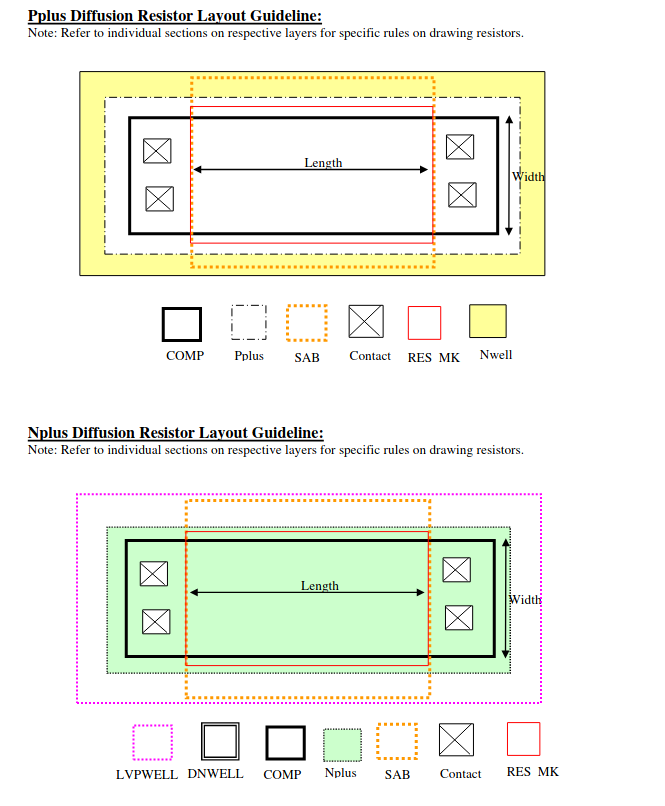 Pplus Diffusion Resistor Layout Guideline:
Note: Refer to individual sections on respective layers for specific rules on drawing resistors.
Length
Width
COMP Pplus SAB Contact RES MK Nwell
Nplus Diffusion Resistor Layout Guideline:
Note: Refer to individual sections on respective layers for specific rules on drawing resistors.
Length
Width
LVPWELL DNWELL COMP Nplus SAB Contact RES MK